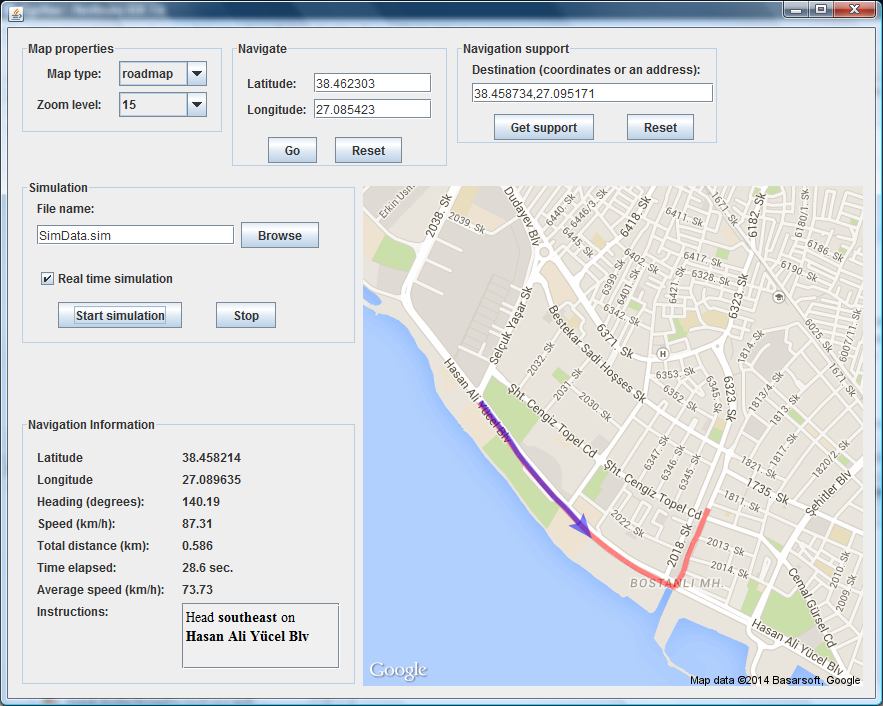 Map properties
Map type: roadmap
Zoom level: 15
Navigate
Latitude: 38.462303
Longitude: 27.085423
Go Reset
Navigation support
Destination (coordinates or an address):
38.458734,27.095171
Get support Reset
Simulation
File name:
SimData.sim Browse
Real time simulation
Start simulation Stop
Navigation Information
Latitude 38.458214
Longitude 27.089635
Heading (degrees): 140.19
Speed (km/h): 87.31
Total distance (km): 0.586
Time elapsed: 28.6 sec.
Average speed (km/h): 73.73
Instructions: Head southeast on
Hasan Ali Yücel Blv
Erkin Usn
2038. Sk
2039. Sk
Dudayev Blv
6440. Sk
6446/3. Sk
6445. Sk
6418. Sk
6411. Sk
1671. Sk
6182. Sk
6180/1. Sk
6186. Sk
6190. Sk
6417. Sk
6402. Sk
6328. Sk
6399. Sk
6401. Sk
6421. Sk
6342. Sk
6323. Sk
6025. Sk
6007/11. Sk
Selçuk Yaşar Sk
Bestekar Sadi Hoşses Sk
6371. Sk
H
1814. Sk
2032. Sk
2031. Sk
2030. Sk
6353. Sk
6352. Sk
6345. Sk
6323. Sk
1813/4. Sk
1671. Sk
1813. Sk
Hasan Ali Yücel Blv
Şht. Cengiz Topel Cd
6347. Sk
6346. Sk
6345. Sk
1817. Sk
1821. Sk
1820/2. Sk
Şht. Cengiz Topel Cd
1735. Sk
1811. Sk
Şehitler Blv
2022. Sk
2018. Sk
2013. Sk
2014. Sk
BOSTANLI MH.
2010. Sk
2009. Sk
Cemal Gürsel Cd
Hasan Ali Yücel Blv
Google
Map data ©2014 Basarsoft, Google